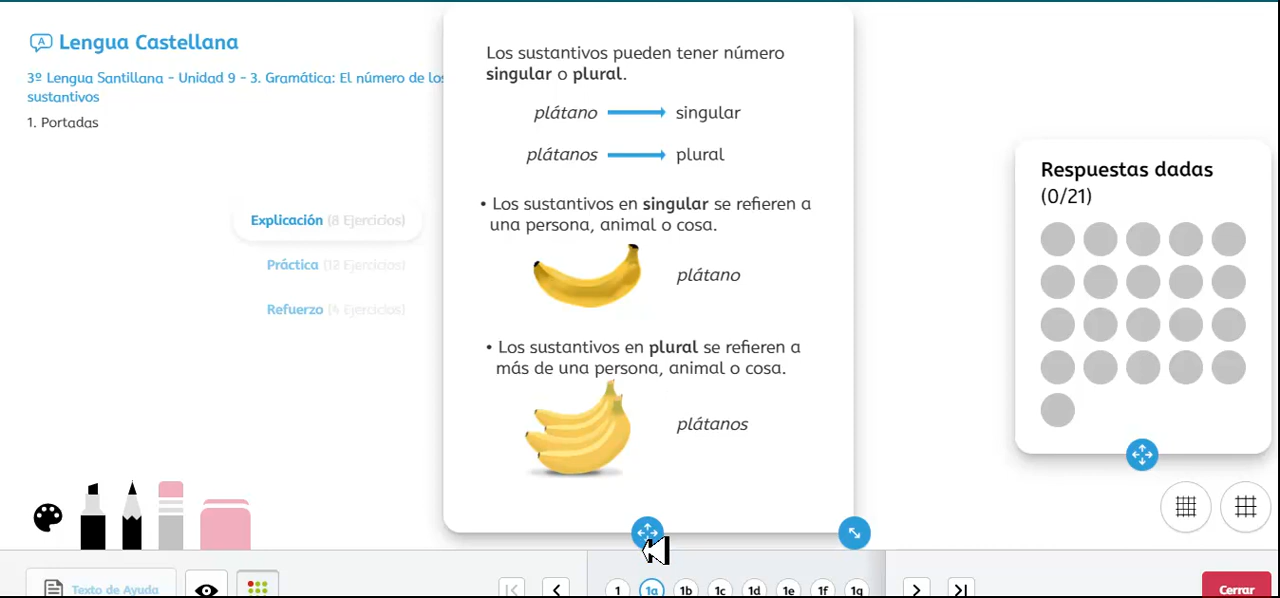 Lengua Castellana
3º Lengua Santillana - Unidad 9 - 3. Gramática: El número de los
sustantivos
1. Portadas
Explicación (8 Ejercicios)
Práctica (12 Ejercicios)
Refuerzo (4 Ejercicios)
Los sustantivos pueden tener número
singular o plural.
plátano singular
plátanos plural
• Los sustantivos en singular se refieren a
una persona, animal o cosa.
plátano
• Los sustantivos en plural se refieren a
más de una persona, animal o cosa.
plátanos
Respuestas dadas
(0/21)
Texto de Ayuda
1 1a 1b 1c 1d 1e 1f 1g
Cerrar